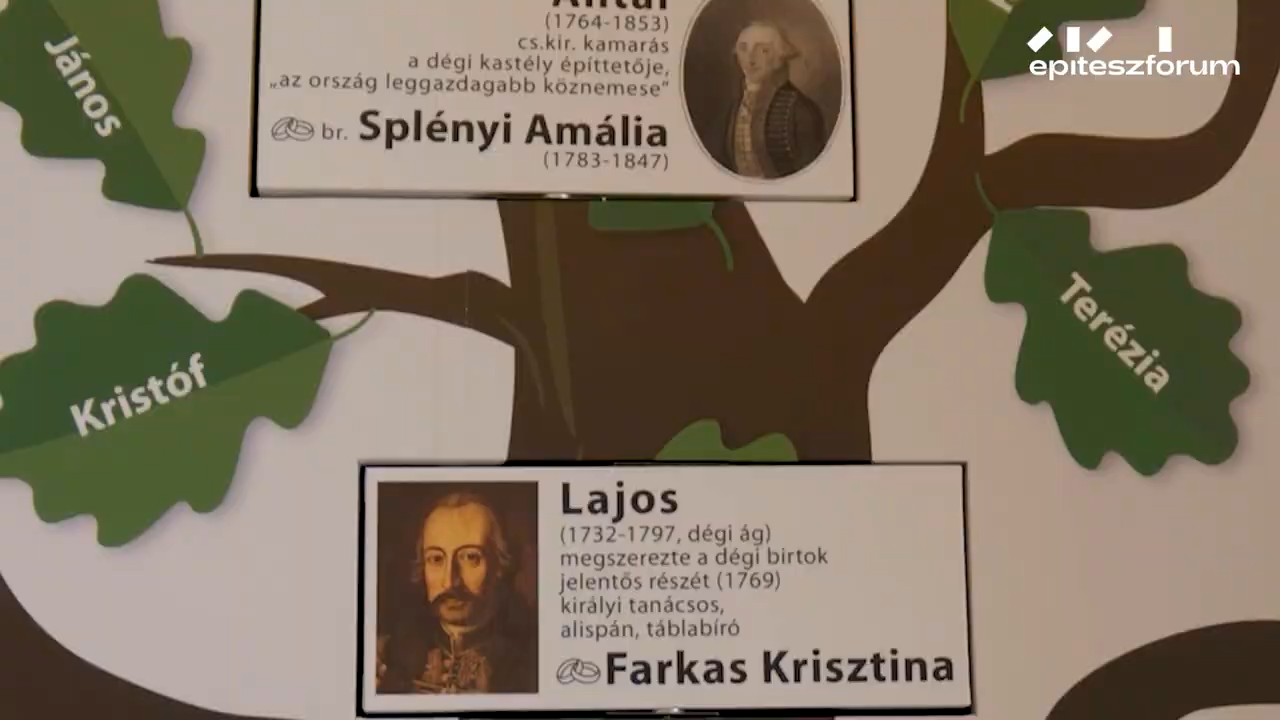 Antal
(1764-1853)
cs.kir. kamarás
a dégi kastély építtetője,
„az ország leggazdagabb köznemese”
br. Splényi Amália
(1783-1847)
epiteszforum
János
Terézia
Kristóf
Lajos
(1732-1797, dégi ág)
megszerezte a dégi birtok
jelentős részét (1769)
királyi tanácsos,
alispán, táblabíró
Farkas Krisztina